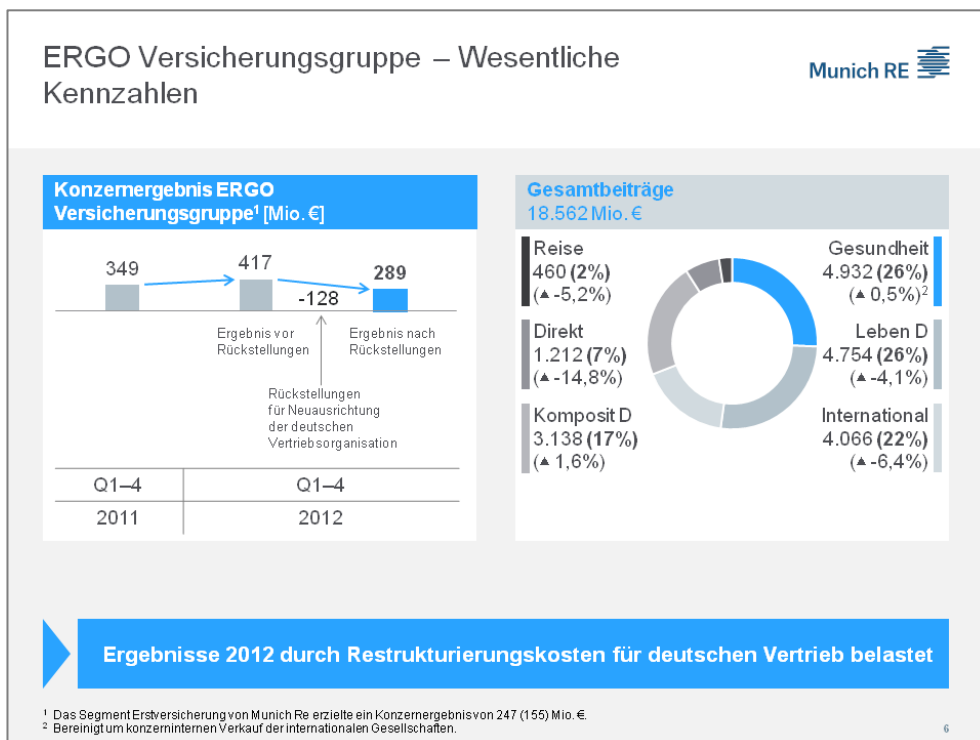 ERGO Versicherungsgruppe – Wesentliche
Kennzahlen
Munich RE
Konzernergebnis ERGO
Versicherungsgruppe¹ [Mio. €]
349
417
-128
289
Ergebnis vor
Rückstellungen
Ergebnis nach
Rückstellungen
Rückstellungen
für Neuausrichtung
der deutschen
Vertriebsorganisation
Q1–4
Q1–4
2011
2012
Gesamtbeiträge
18.562 Mio. €
Reise
460 (2%)
(▲ -5,2%)
Direkt
1.212 (7%)
(▲ -14,8%)
Komposit D
3.138 (17%)
(▲ 1,6%)
Gesundheit
4.932 (26%)
(▲ 0,5%)²
Leben D
4.754 (26%)
(▲ -4,1%)
International
4.066 (22%)
(▲ -6,4%)
Ergebnisse 2012 durch Restrukturierungskosten für deutschen Vertrieb belastet
¹ Das Segment Erstversicherung von Munich Re erzielte ein Konzernergebnis von 247 (155) Mio. €.
² Bereinigt um konzerninternen Verkauf der internationalen Gesellschaften.
6